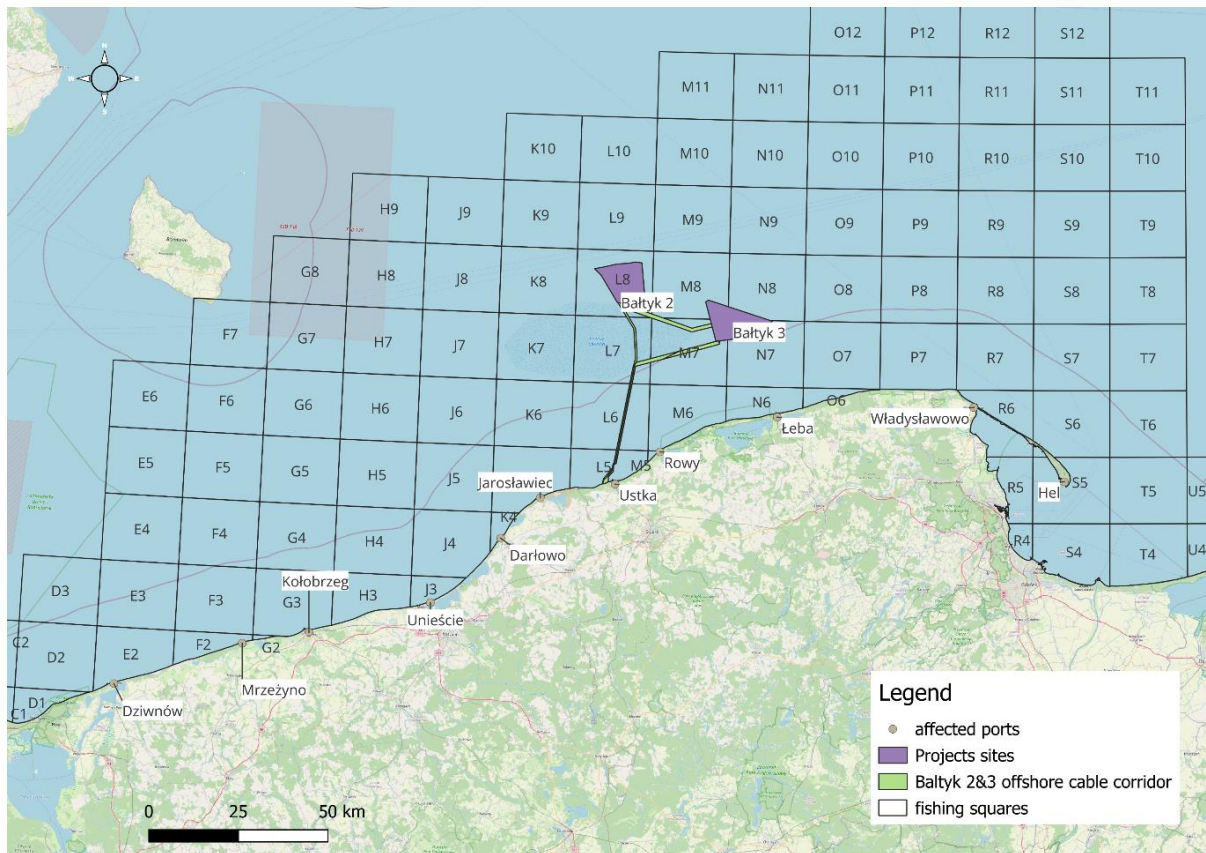 O12 P12 R12 S12
M11 N11 O11 P11 R11 S11 T11
K10 L10 M10 N10 O10 P10 R10 S10 T10
H9 J9 K9 L9 M9 N9 O9 P9 R9 S9 T9
G8 H8 J8 K8 L8 M8 N8 O8 P8 R8 S8 T8
Bałtyk 2
Bałtyk 3
F7 G7 H7 J7 K7 L7 M7 N7 O7 P7 R7 S7 T7
E6 F6 G6 H6 J6 K6 L6 M6 N6 O6 R6 S6 T6
Władysławowo
Łeba
E5 F5 G5 H5 J5 L5 M5 R5 S5 T5 U5
Rowy
Jarosławiec
Ustka
Hel
E4 F4 G4 H4 J4 K4 R4 S4 T4 U4
Darłowo
D3 E3 F3 G3 H3 J3
Kołobrzeg
Unieście
C2 D2 E2 F2 G2
Mrzeżyno
C1 D1
Dziwnów
N
W E
S
0 25 50 km
Legend
affected ports
Projects sites
Bałtyk 2&3 offshore cable corridor
fishing squares